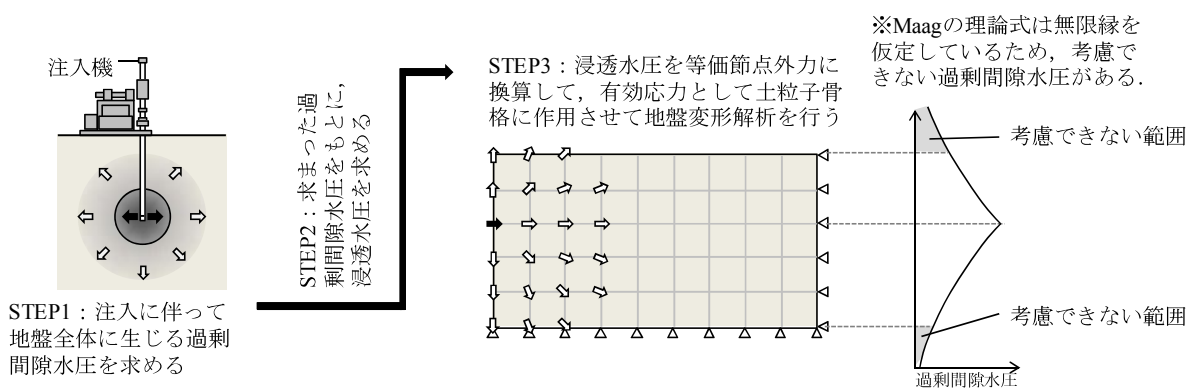 注入機
STEP1：注入に伴って
地盤全体に生じる過剰
間隙水圧を求める
STEP2：求まった過
剰間隙水圧をもとに，
浸透水圧を求める
STEP3：浸透水圧を等価節点外力に
換算して，有効応力として土粒子骨
格に作用させて地盤変形解析を行う
※Maagの理論式は無限縁を
仮定しているため，考慮で
きない過剰間隙水圧がある.
考慮できない範囲
考慮できない範囲
過剰間隙水圧